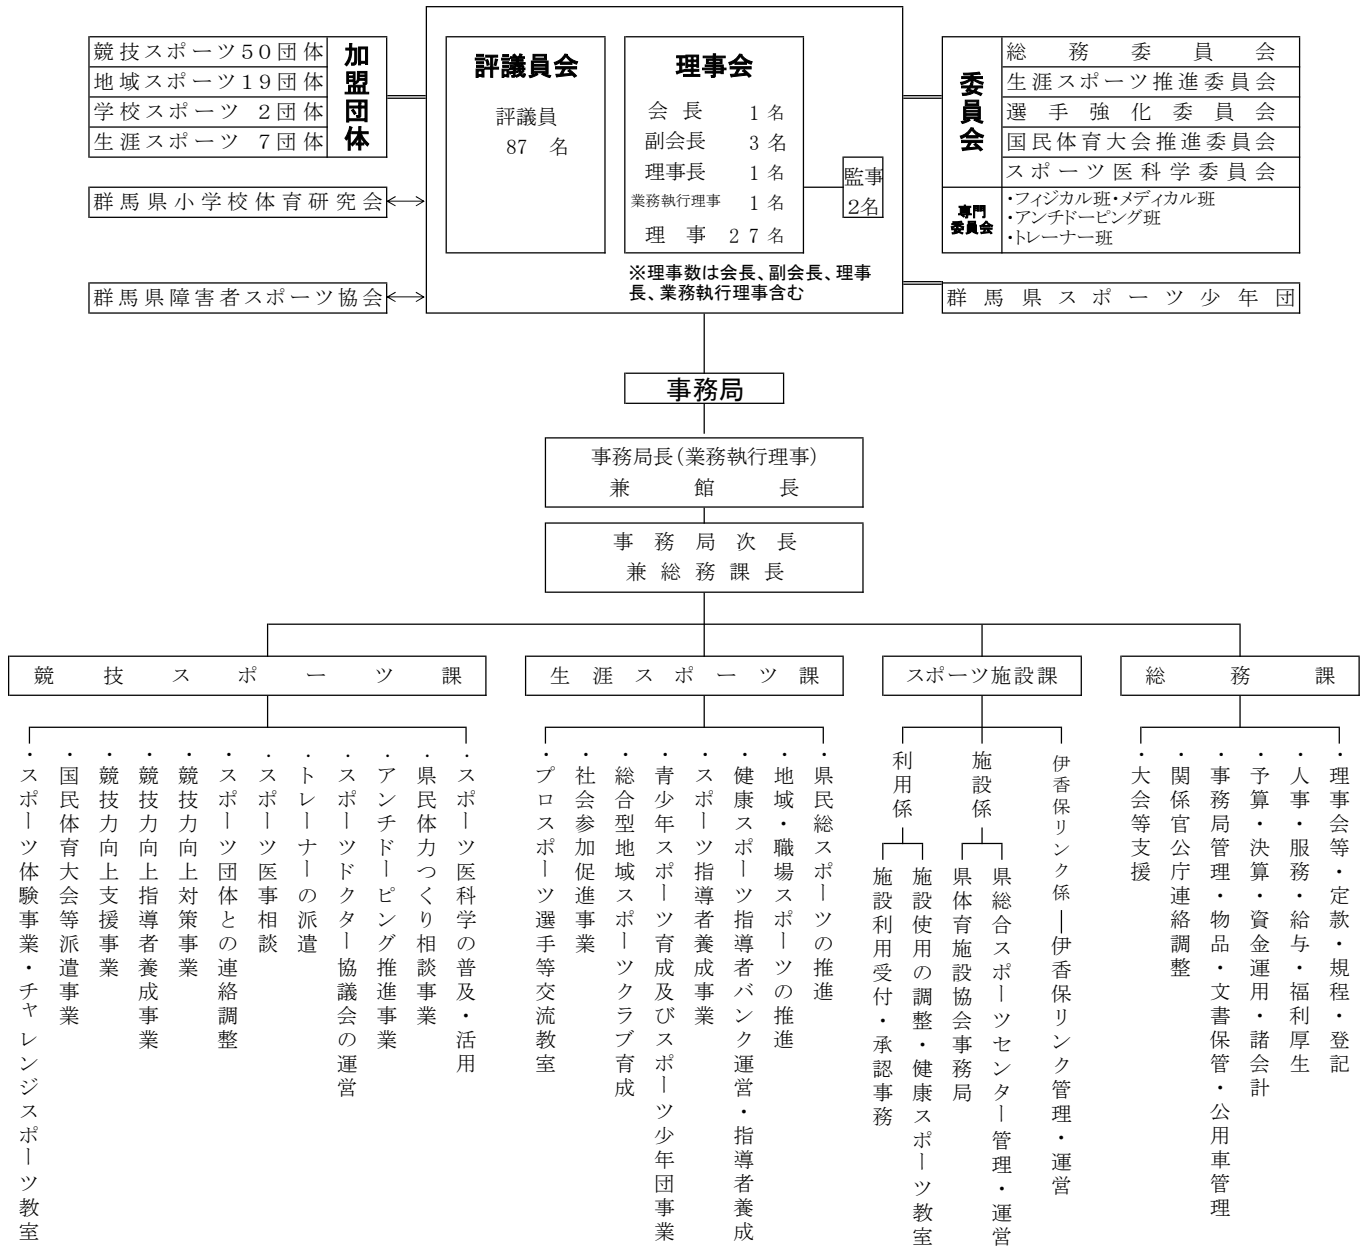 競技スポーツ50団体
地域スポーツ19団体
学校スポーツ 2団体
生涯スポーツ 7団体
加盟団体
群馬県小学校体育研究会
群馬県障害者スポーツ協会
評議員会
評議員
87 名
理事会
会長 1名
副会長 3名
理事長 1名
業務執行理事 1名
理事 27名
※理事数は会長、副会長、理事
長、業務執行理事含む
監事
2名
委員会
総務委員会
生涯スポーツ推進委員会
選手強化委員会
国民体育大会推進委員会
スポーツ医科学委員会
専門
委員会
・フィジカル班・メディカル班
・アンチドーピング班
・トレーナー班
群馬県スポーツ少年団
事務局
事務局長(業務執行理事)
兼館長
事務局次長
兼総務課長
競技スポーツ課
・スポーツ医科学の普及・活用
・県民体力つくり相談事業
・アンチドーピング推進事業
・スポーツドクター協議会の運営
・トレーナーの派遣
・スポーツ医事相談
・スポーツ団体との連絡調整
・競技力向上対策事業
・競技力向上指導者養成事業
・競技力向上支援事業
・国民体育大会等派遣事業
・スポーツ体験事業・チャレンジスポーツ教室
生涯スポーツ課
・県民総スポーツの推進
・地域・職場スポーツの推進
・健康スポーツ指導者バンク運営・指導者養成
・スポーツ指導者養成事業
・青少年スポーツ育成及びスポーツ少年団事業
・総合型地域スポーツクラブ育成
・社会参加促進事業
・プロスポーツ選手等交流教室
スポーツ施設課
伊香保リンク係
伊香保リンク管理・運営
施設係
県総合スポーツセンター管理・運営
県体育施設協会事務局
利用係
施設使用の調整・健康スポーツ教室
施設利用受付・承認事務
総務課
・理事会等・定款・規程・登記
・人事・服務・給与・福利厚生
・予算・決算・資金運用・諸会計
・事務局管理・物品・文書保管・公用車管理
・関係官公庁連絡調整
・大会等支援